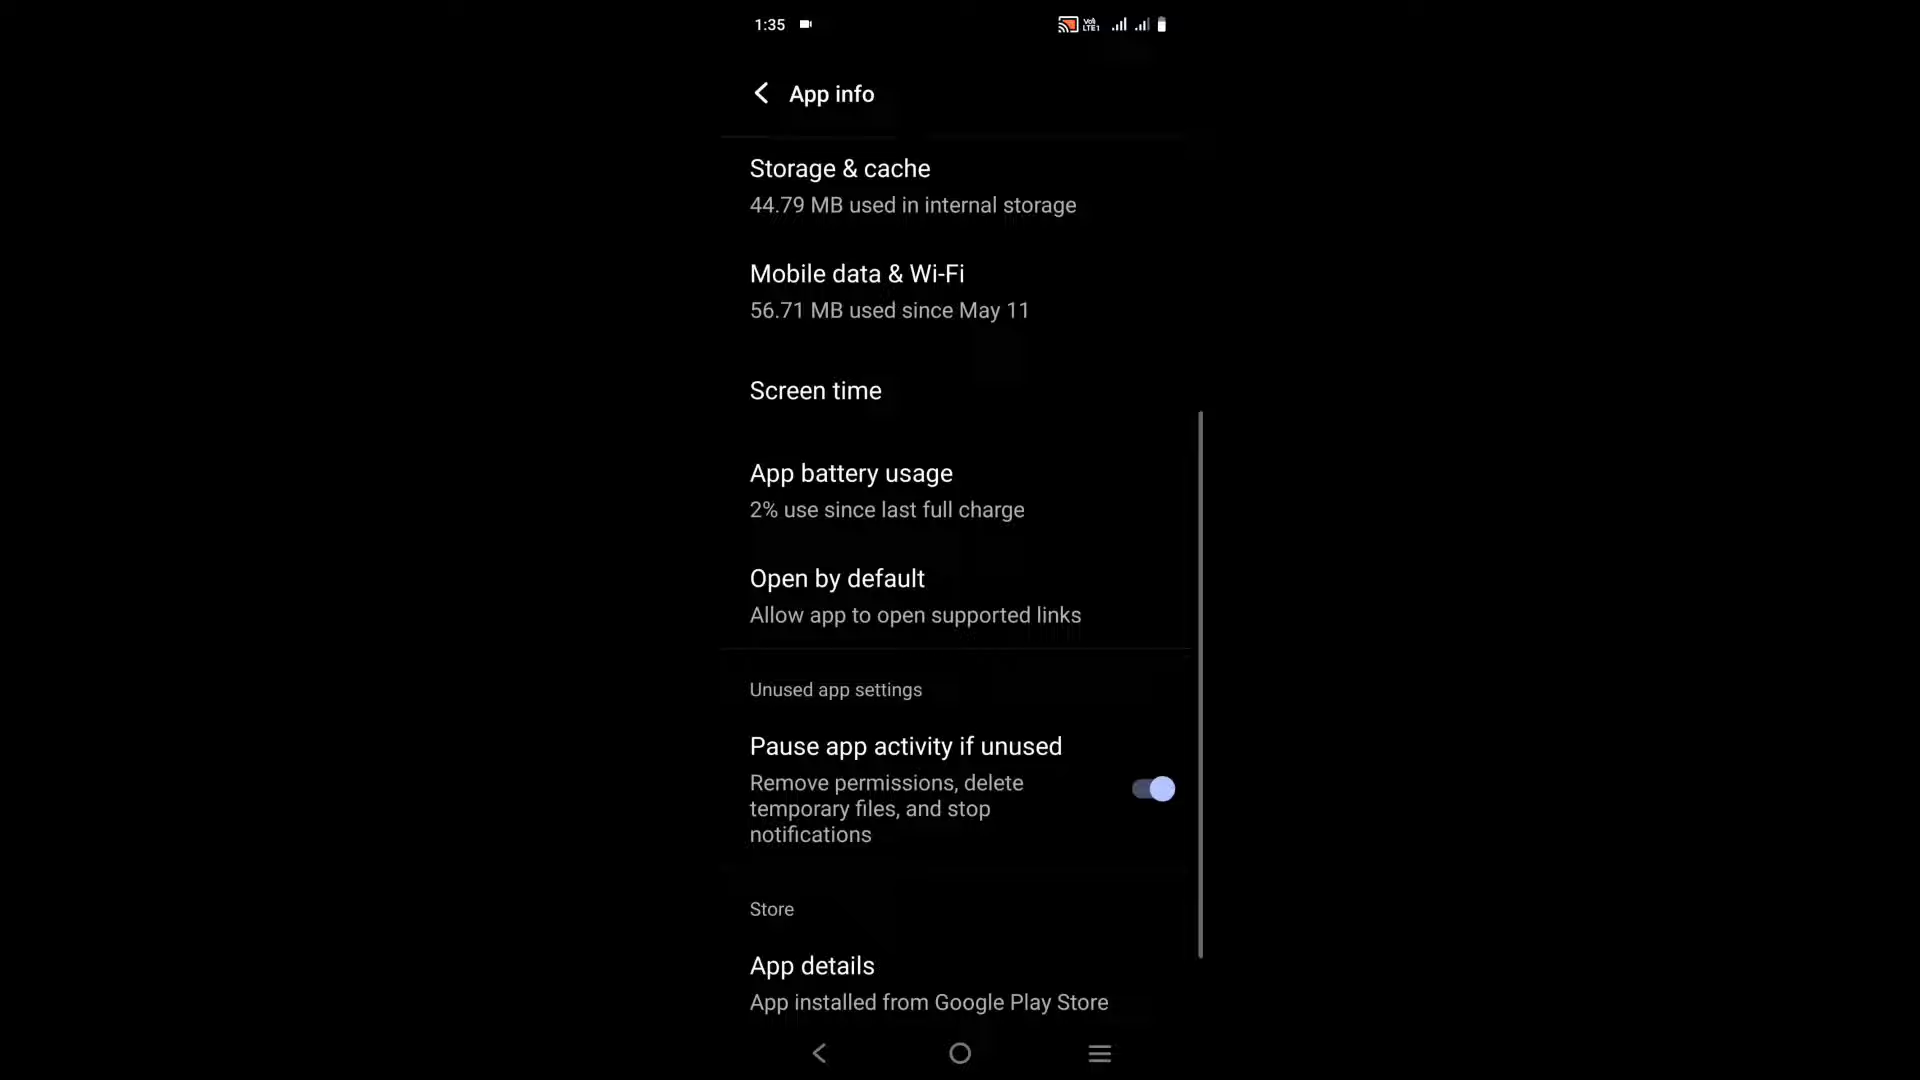 1:35
Vo)) LTE1
App info
Storage & cache
44.79 MB used in internal storage
Mobile data & Wi-Fi
56.71 MB used since May 11
Screen time
App battery usage
2% use since last full charge
Open by default
Allow app to open supported links
Unused app settings
Pause app activity if unused
Remove permissions, delete
temporary files, and stop
notifications
Store
App details
App installed from Google Play Store